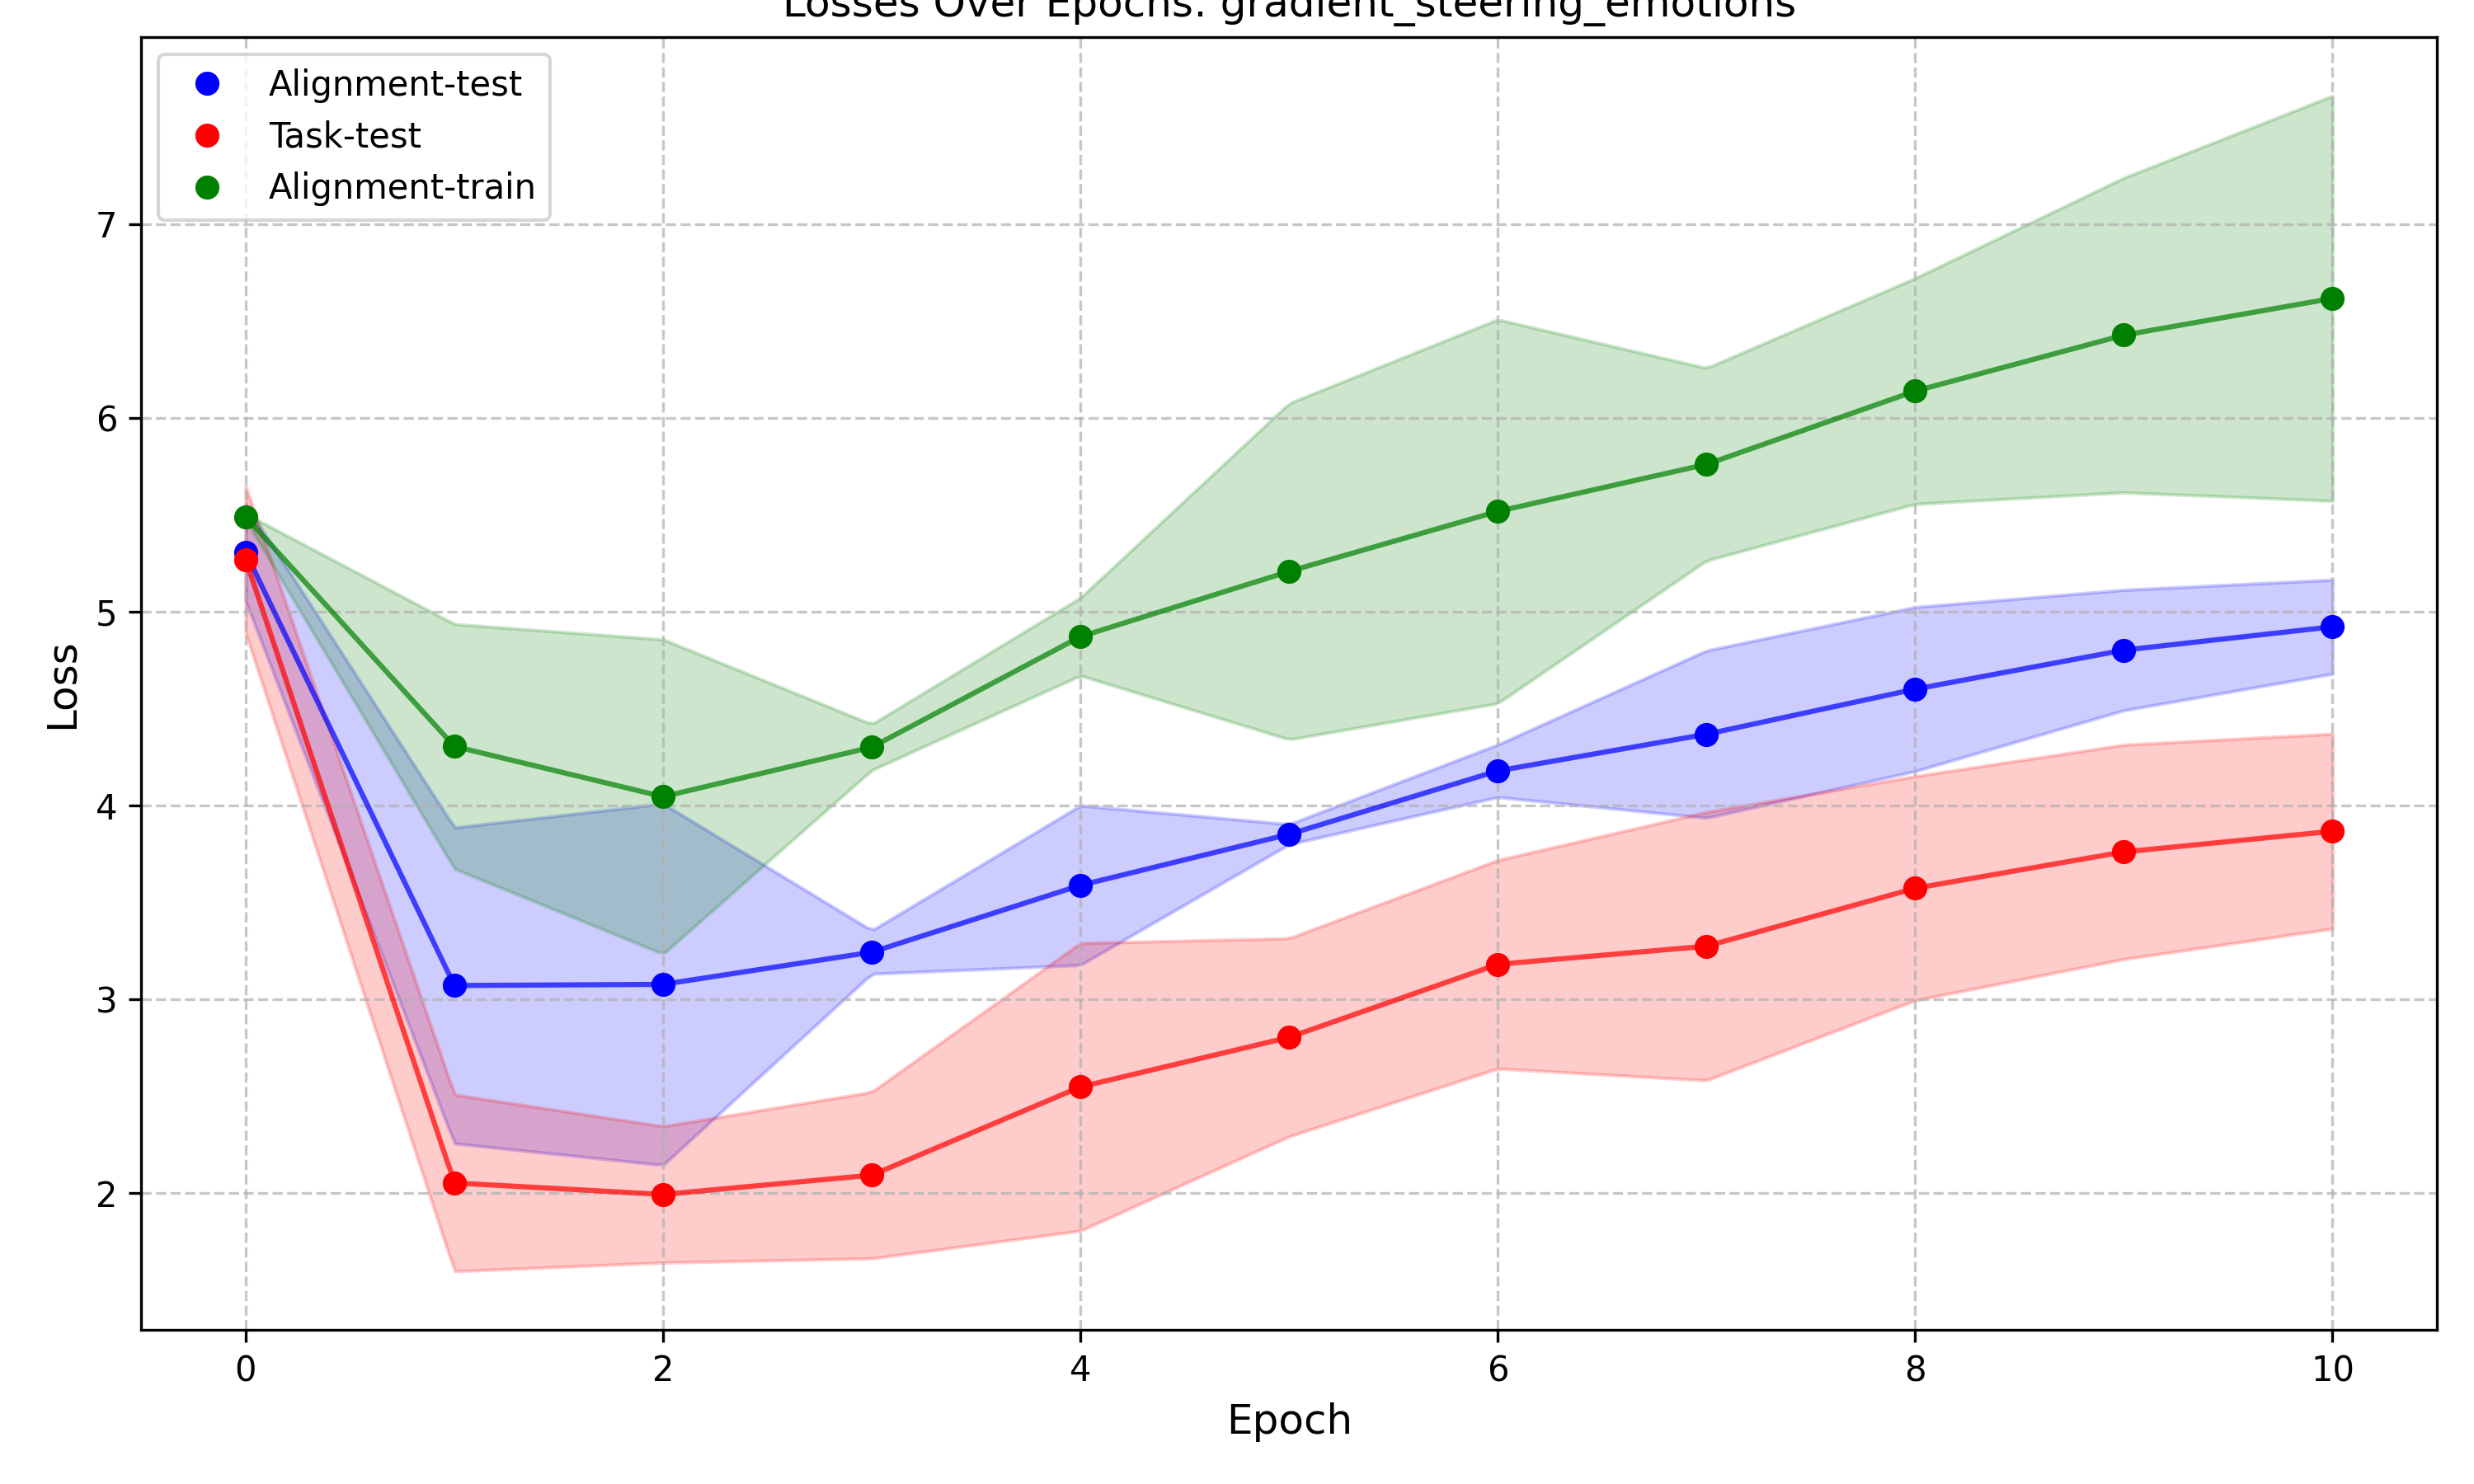 Losses Over Epochs: gradient_steering_emotions
Alignment-test
Task-test
Alignment-train
7
6
5
4
3
2
Loss
0 2 4 6 8 10
Epoch